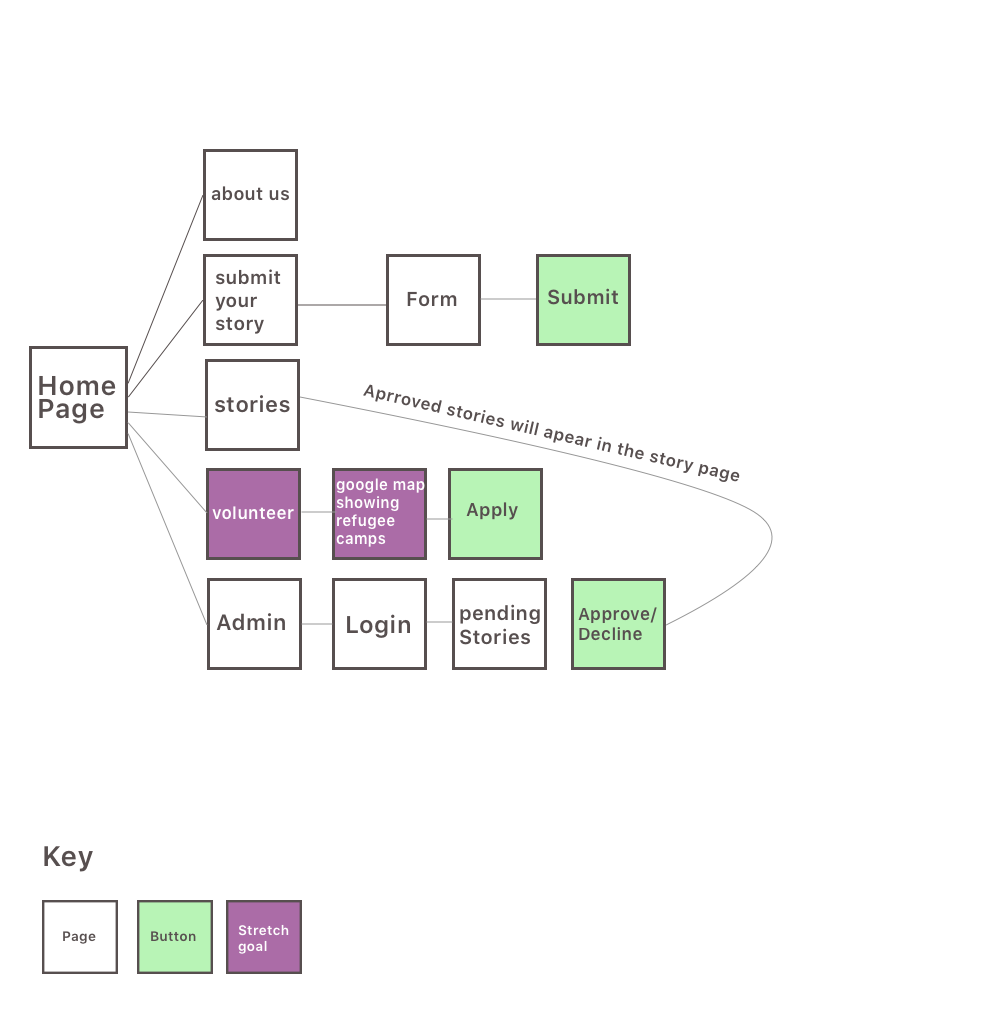 about us
submit
your
story
Form
Submit
Home
Page
stories
Aprroved stories will apear in the story page
volunteer
google map
showing
refugee
camps
Apply
Admin
Login
pending
Stories
Approve/
Decline
Key
Page
Button
Stretch
goal